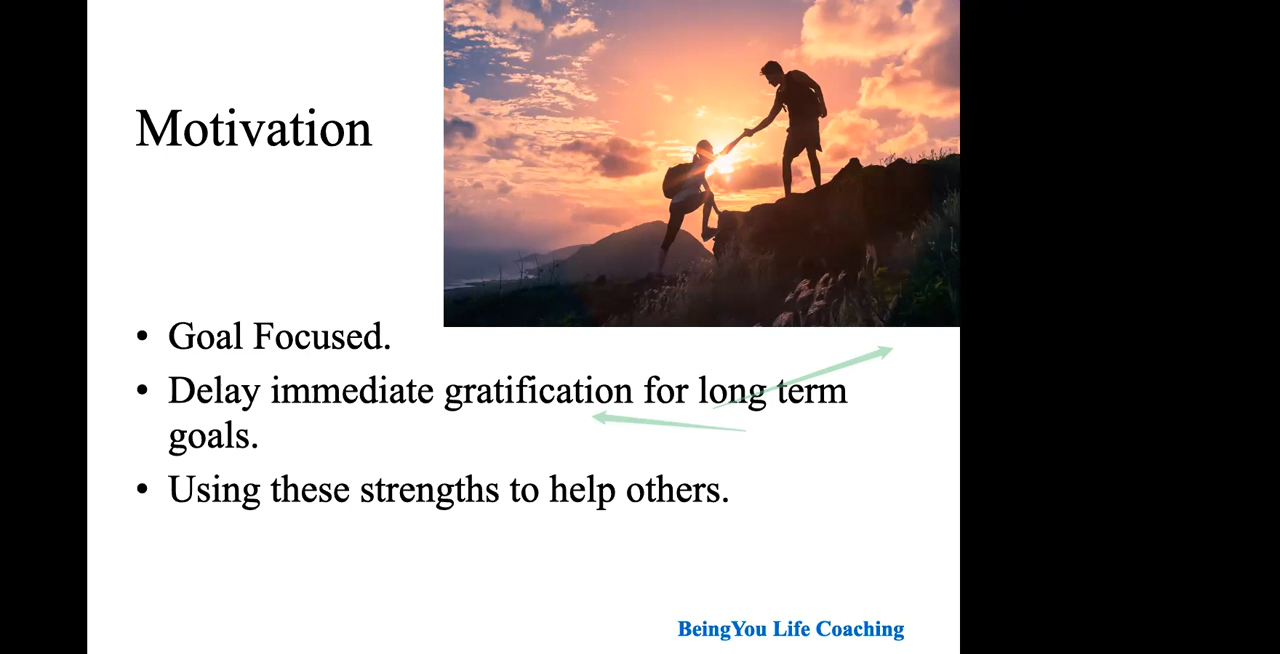 Motivation
• Goal Focused.
• Delay immediate gratification for long term
goals.
• Using these strengths to help others.
BeingYou Life Coaching